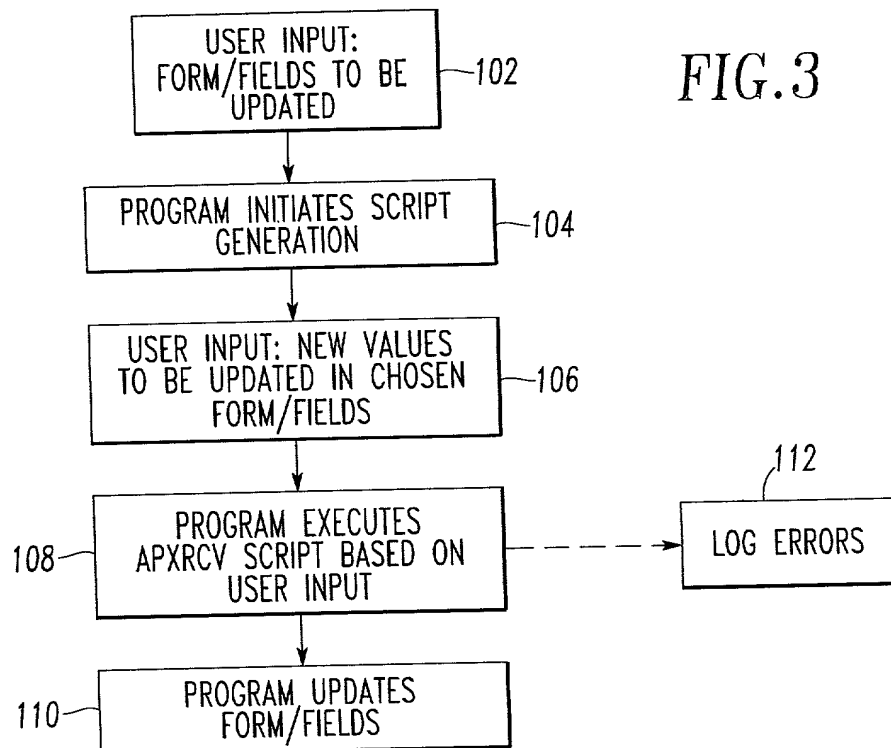 USER INPUT:
FORM/FIELDS TO BE
UPDATED
102
FIG.3
PROGRAM INITIATES SCRIPT
GENERATION
104
USER INPUT: NEW VALUES
TO BE UPDATED IN CHOSEN
FORM/FIELDS
106
PROGRAM EXECUTES
APXRCV SCRIPT BASED ON
USER INPUT
108
112
LOG ERRORS
PROGRAM UPDATES
FORM/FIELDS
110